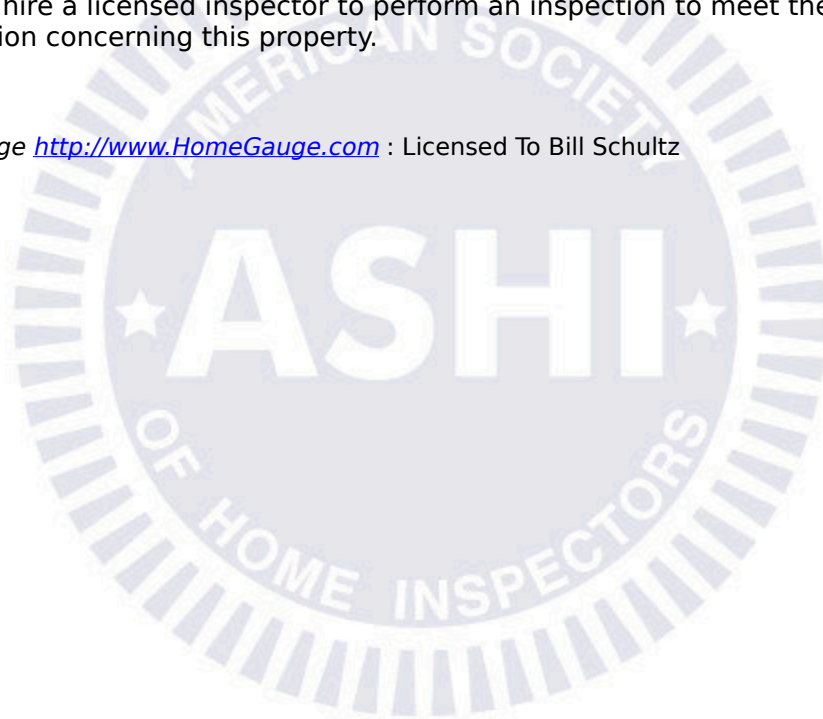 hire a licensed inspector to perform an inspection to meet the
ion concerning this property.
ge http://www.HomeGauge.com : Licensed To Bill Schultz
AMERICAN SOCIETY
ASHI
OF HOME INSPECTORS